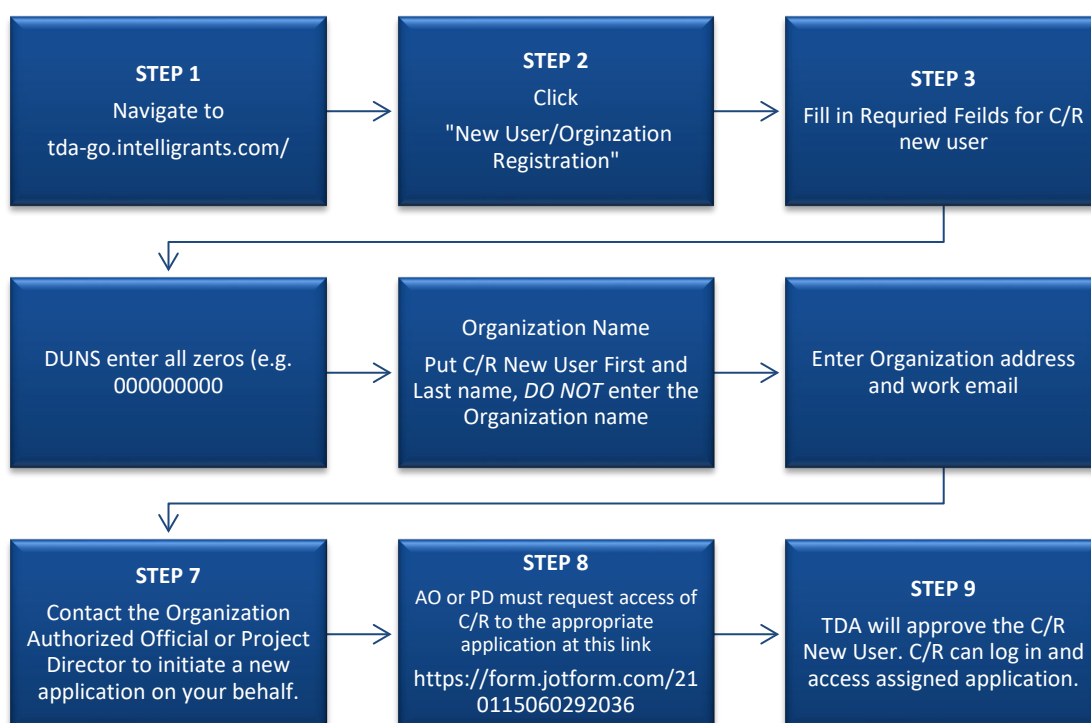 STEP 1
Navigate to
tda-go.intelligrants.com/
STEP 2
Click
"New User/Orginzation
Registration"
STEP 3
Fill in Requried Feilds for C/R
new user
DUNS enter all zeros (e.g.
000000000
Organization Name
Put C/R New User First and
Last name, DO NOT enter the
Organization name
Enter Organization address
and work email
STEP 7
Contact the Organization
Authorized Official or Project
Director to initiate a new
application on your behalf.
STEP 8
AO or PD must request access of
C/R to the appropriate
application at this link
https://form.jotform.com/21
0115060292036
STEP 9
TDA will approve the C/R
New User. C/R can log in and
access assigned application.